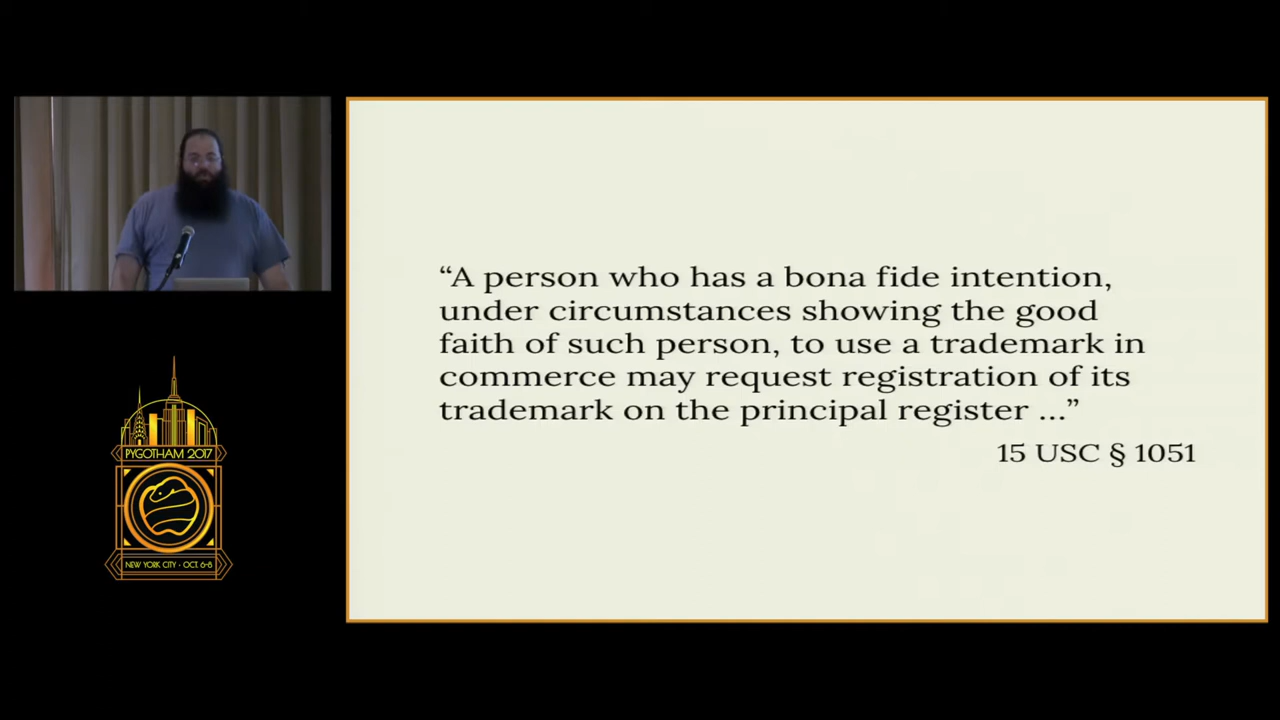 “A person who has a bona fide intention,
under circumstances showing the good
faith of such person, to use a trademark in
commerce may request registration of its
trademark on the principal register ...”
15 USC § 1051
PYGOTHAM 2017
NEW YORK CITY • OCT. 6-8